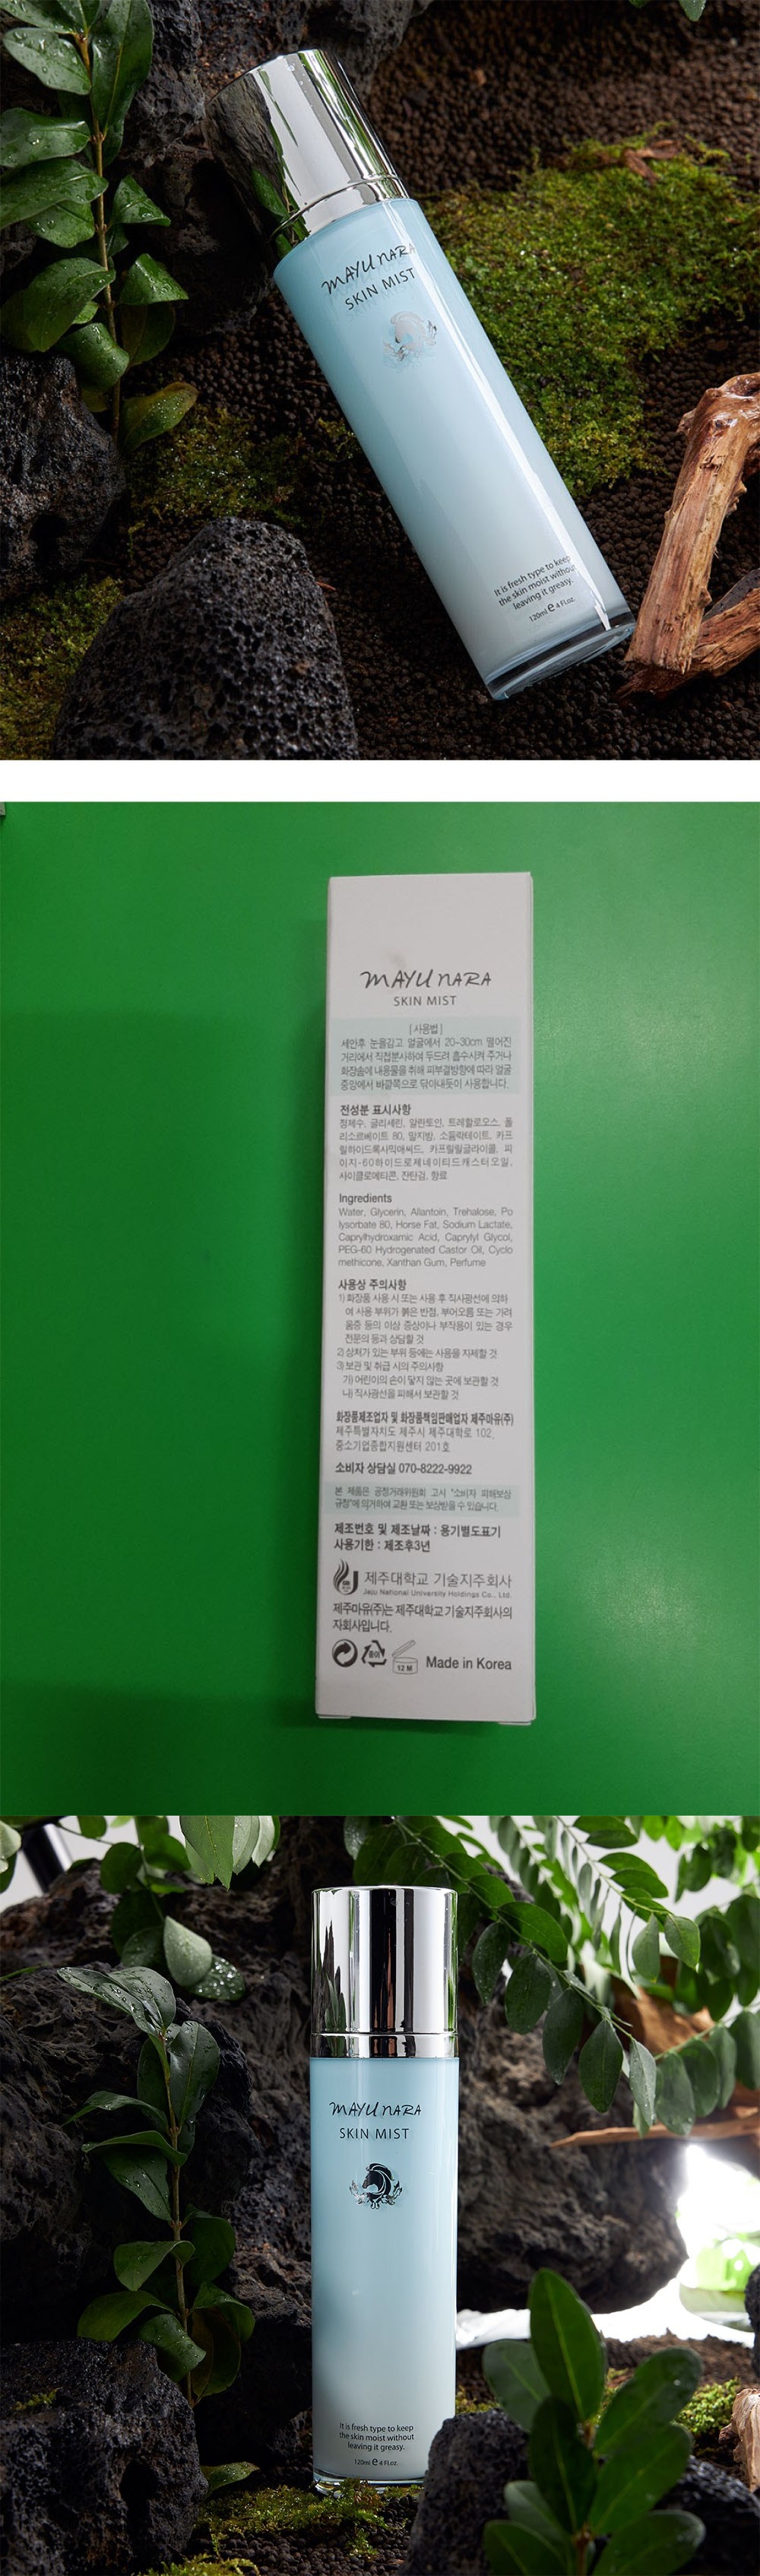 MAYU NARA
SKIN MIST
It is fresh type to keep
the skin moist without
leaving it greasy.
120ml e 4 Fl.oz.
MAYU NARA
SKIN MIST
[ 사용법 ]
세안후 눈을감고 얼굴에서 20~30cm 떨어진
거리에서 직접분사하여 두드려 흡수시켜 주거나
화장솜에 내용물을 취해 피부결방향에 따라 얼굴
중앙에서 바깥쪽으로 닦아내듯이 사용합니다.
전성분 표시사항
정제수, 글리세린, 알란토인, 트레할로오스, 폴
리소르베이트 80, 말지방, 소듐락테이트, 카프
릴하이드록사믹애씨드, 카프릴릴글라이콜, 피
이지-60하이드로제네이티드캐스터오일,
사이클로메티콘, 잔탄검, 향료
Ingredients
Water, Glycerin, Allantoin, Trehalose, Po
lysorbate 80, Horse Fat, Sodium Lactate,
Caprylhydroxamic Acid, Caprylyl Glycol,
PEG-60 Hydrogenated Castor Oil, Cyclo
methicone, Xanthan Gum, Perfume
사용상 주의사항
1) 화장품 사용 시 또는 사용 후 직사광선에 의하
여 사용 부위가 붉은 반점, 부어오름 또는 가려
움증 등의 이상 증상이나 부작용이 있는 경우
전문의 등과 상담할 것
2) 상처가 있는 부위 등에는 사용을 자제할 것
3) 보관 및 취급 시의 주의사항
가) 어린이의 손이 닿지 않는 곳에 보관할 것
나) 직사광선을 피해서 보관할 것
화장품제조업자 및 화장품책임판매업자 제주마유(주)
제주특별자치도 제주시 제주대학로 102,
중소기업종합지원센터 201호
소비자 상담실 070-8222-9922
본 제품은 공정거래위원회 고시 "소비자 피해보상
규정"에 의거하여 교환 또는 보상받을 수 있습니다.
제조번호 및 제조날짜 : 용기별도표기
사용기한 : 제조후3년
제주대학교 기술지주회사
Jeju National University Holdings Co., Ltd.
제주마유(주)는 제주대학교 기술지주회사의
자회사입니다.
종이
12 M
Made in Korea
MAYU NARA
SKIN MIST
It is fresh type to keep
the skin moist without
leaving it greasy.
120ml e 4 Fl.oz.